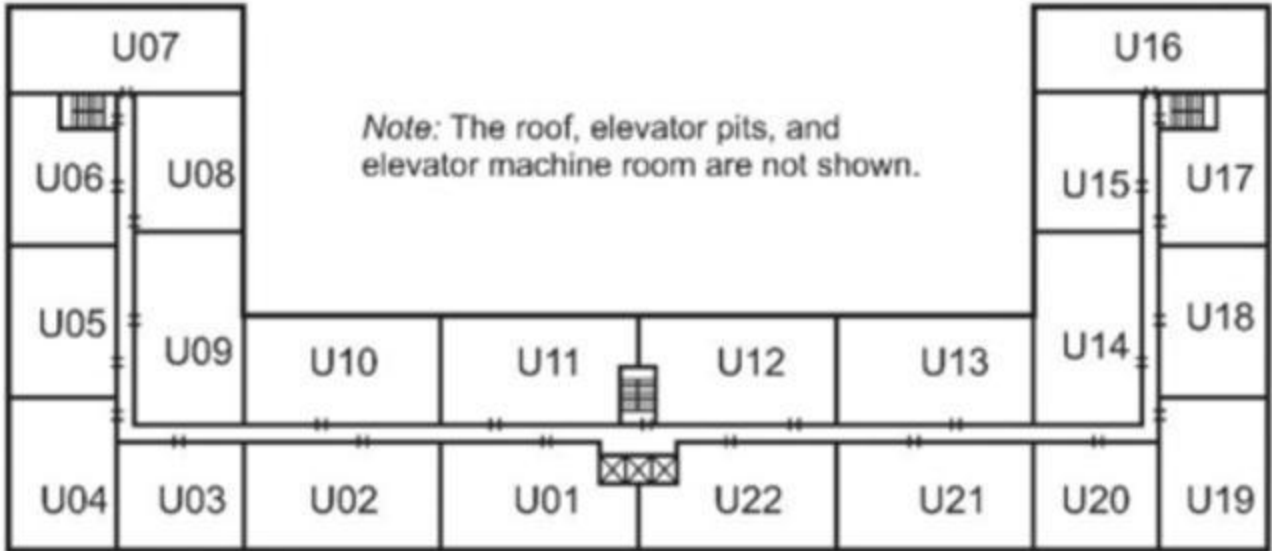 U07
U16
Note: The roof, elevator pits, and
elevator machine room are not shown.
U06
U08
U15
U17
U05
U09
U10
U11
U12
U13
U14
U18
U04
U03
U02
U01
U22
U21
U20
U19